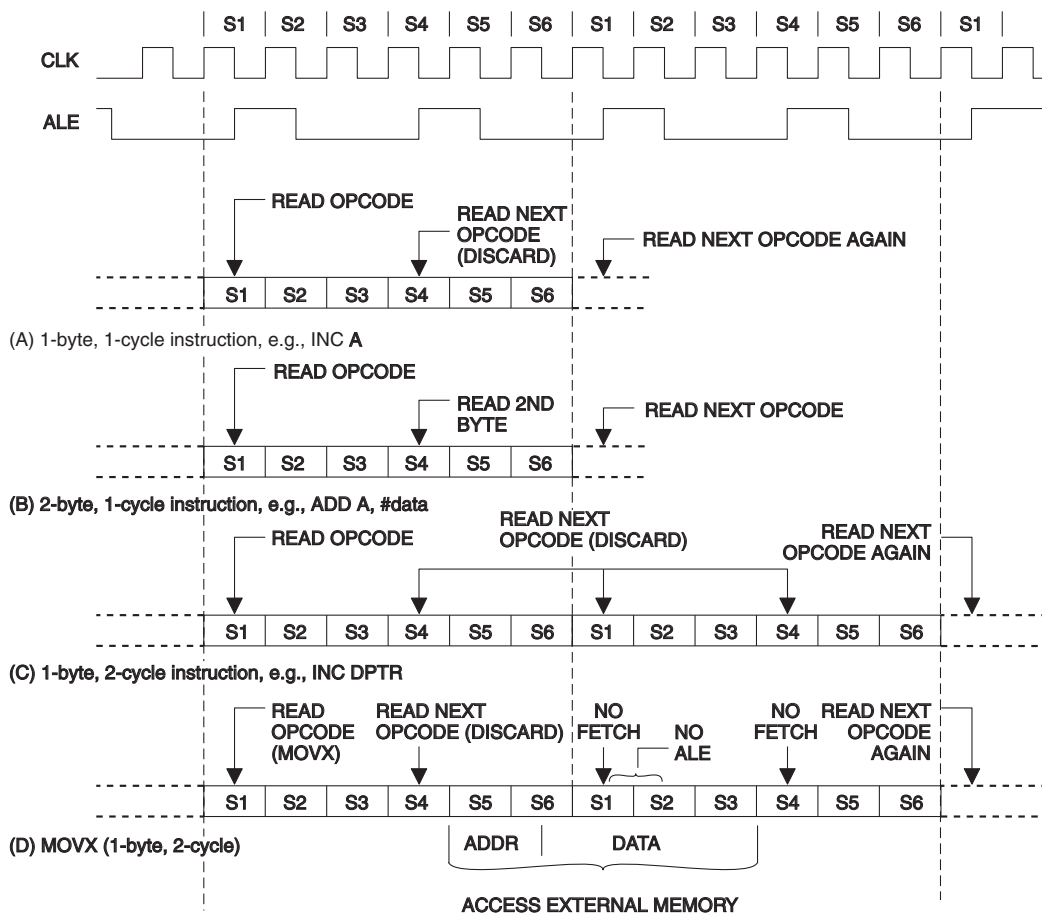 S1 S2 S3 S4 S5 S6 S1 S2 S3 S4 S5 S6 S1
CLK
ALE
READ OPCODE
READ NEXT
OPCODE
(DISCARD)
READ NEXT OPCODE AGAIN
S1 S2 S3 S4 S5 S6
(A) 1-byte, 1-cycle instruction, e.g., INC A
READ OPCODE
READ 2ND
BYTE
READ NEXT OPCODE
S1 S2 S3 S4 S5 S6
(B) 2-byte, 1-cycle instruction, e.g., ADD A, #data
READ OPCODE
READ NEXT
OPCODE (DISCARD)
READ NEXT
OPCODE AGAIN
S1 S2 S3 S4 S5 S6 S1 S2 S3 S4 S5 S6
(C) 1-byte, 2-cycle instruction, e.g., INC DPTR
READ
OPCODE
(MOVX)
READ NEXT
OPCODE (DISCARD)
NO
FETCH
NO
ALE
NO
FETCH
READ NEXT
OPCODE
AGAIN
S1 S2 S3 S4 S5 S6 S1 S2 S3 S4 S5 S6
(D) MOVX (1-byte, 2-cycle)
ADDR
DATA
ACCESS EXTERNAL MEMORY